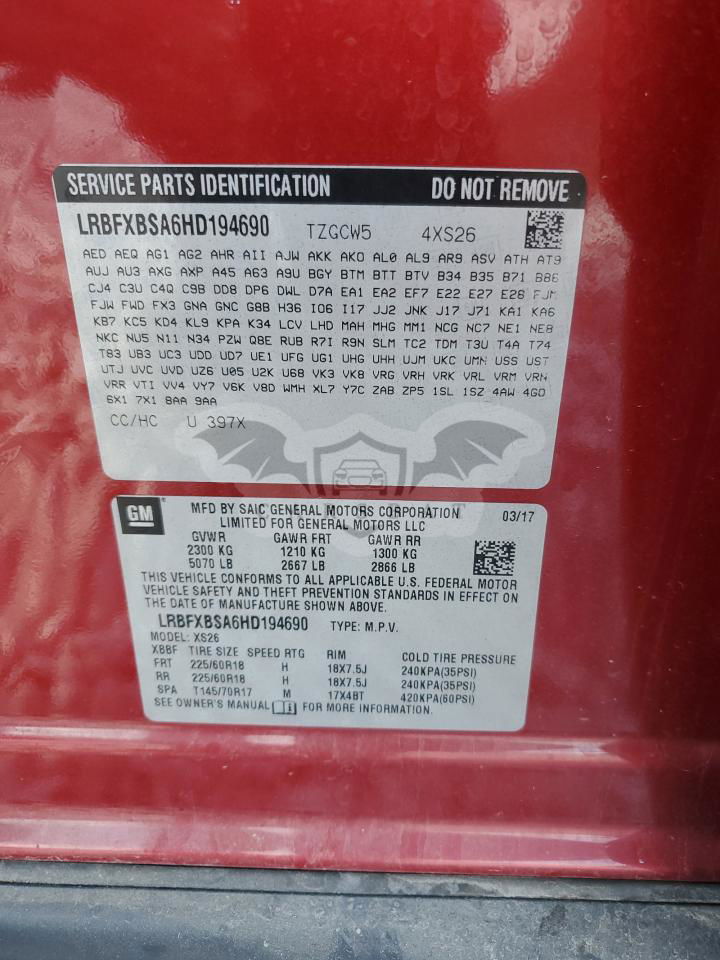 SERVICE PARTS IDENTIFICATION DO NOT REMOVE
LRBFXBSA6HD194690 TZGCW5 4XS26
AED AEQ AG1 AG2 AHR AII AJW AKK AKO AL0 AL9 AR9 ASV ATH AT9
AUJ AU3 AXG AXP A45 A63 A9U BGY BTM BTT BTV B34 B35 B71 B86
CJ4 C3U C4Q C9B DD8 DP6 DWL D7A EA1 EA2 EF7 E22 E27 E28 FJM
FJW FWD FX3 GNA GNC G8B H36 IO6 I17 JJ2 JNK J17 J71 KA1 KA6
KB7 KC5 KD4 KL9 KPA K34 LCV LHD MAH MHG MM1 NCG NC7 NE1 NE8
NKC NU5 N11 N34 PZW Q8E RUB R7I R9N SLM TC2 TDM T3U T4A T74
T83 UB3 UC3 UDD UD7 UE1 UFG UG1 UHG UHH UJM UKC UMN USS UST
UTJ UVC UVD UZ6 U05 U2K U68 VK3 VK8 VRG VRH VRK VRL VRM VRN
VRR VTI VV4 VY7 V6K V8D WMH XL7 Y7C ZAB ZP5 1SL 1SZ 4AW 4GO
6X1 7X1 8AA 9AA
CC/HC U 397X
GM
MFD BY SAIC GENERAL MOTORS CORPORATION 03/17
LIMITED FOR GENERAL MOTORS LLC
GVWR GAWR FRT GAWR RR
2300 KG 1210 KG 1300 KG
5070 LB 2667 LB 2866 LB
THIS VEHICLE CONFORMS TO ALL APPLICABLE U.S. FEDERAL MOTOR
VEHICLE SAFETY AND THEFT PREVENTION STANDARDS IN EFFECT ON
THE DATE OF MANUFACTURE SHOWN ABOVE.
LRBFXBSA6HD194690 TYPE: M.P.V.
MODEL: XS26
XBBF TIRE SIZE SPEED RTG RIM COLD TIRE PRESSURE
FRT 225/60R18 H 18X7.5J 240KPA(35PSI)
RR 225/60R18 H 18X7.5J 240KPA(35PSI)
SPA T145/70R17 M 17X4BT 420KPA(60PSI)
SEE OWNER'S MANUAL FOR MORE INFORMATION.